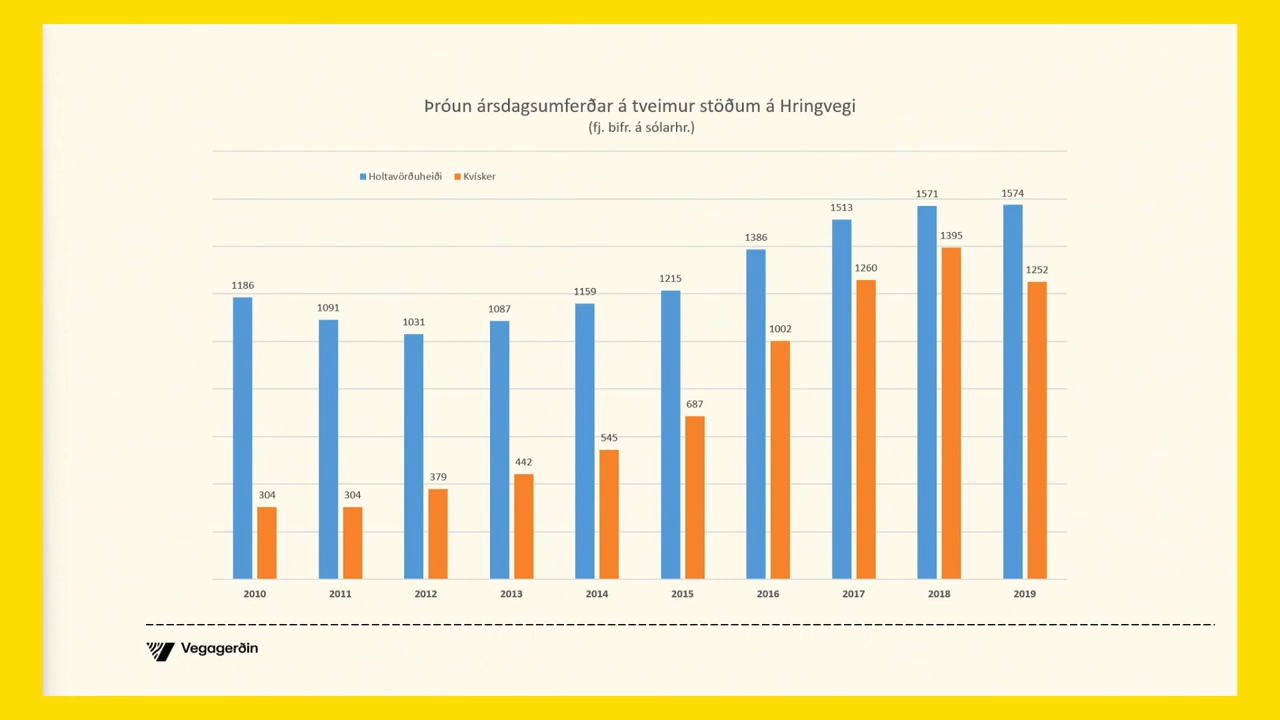 Þróun ársdagsumferðar á tveimur stöðum á Hringvegi
(fj. bifr. á sólarhr.)
Holtavörðuheiði Kvísker
1186 304
1091 304
1031 379
1087 442
1159 545
1215 687
1386 1002
1513 1260
1571 1395
1574 1252
2010 2011 2012 2013 2014 2015 2016 2017 2018 2019
Vegagerðin